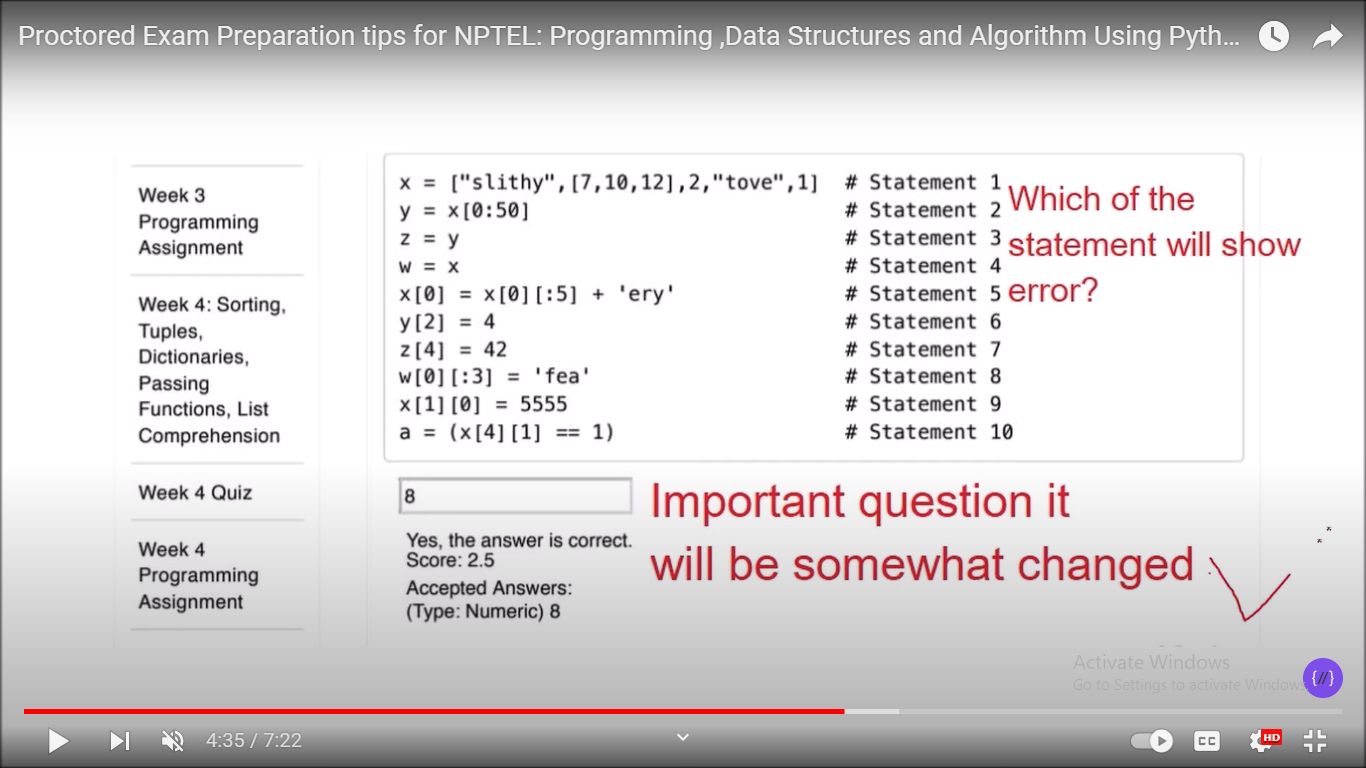 Proctored Exam Preparation tips for NPTEL: Programming ,Data Structures and Algorithm Using Pyth...
Week 3
Programming
Assignment
Week 4: Sorting,
Tuples,
Dictionaries,
Passing
Functions, List
Comprehension
Week 4 Quiz
Week 4
Programming
Assignment
x = ["slithy",[7,10,12],2,"tove",1] # Statement 1
y = x[0:50] # Statement 2
z = y # Statement 3
w = x # Statement 4
x[0] = x[0][:5] + 'ery' # Statement 5
y[2] = 4 # Statement 6
z[4] = 42 # Statement 7
w[0][:3] = 'fea' # Statement 8
x[1][0] = 5555 # Statement 9
a = (x[4][1] == 1) # Statement 10
Which of the
statement will show
error?
8
Yes, the answer is correct.
Score: 2.5
Accepted Answers:
(Type: Numeric) 8
Important question it
will be somewhat changed
Activate Windows
Go to Settings to activate Windows.
{//}
4:35 / 7:22
CC
HD